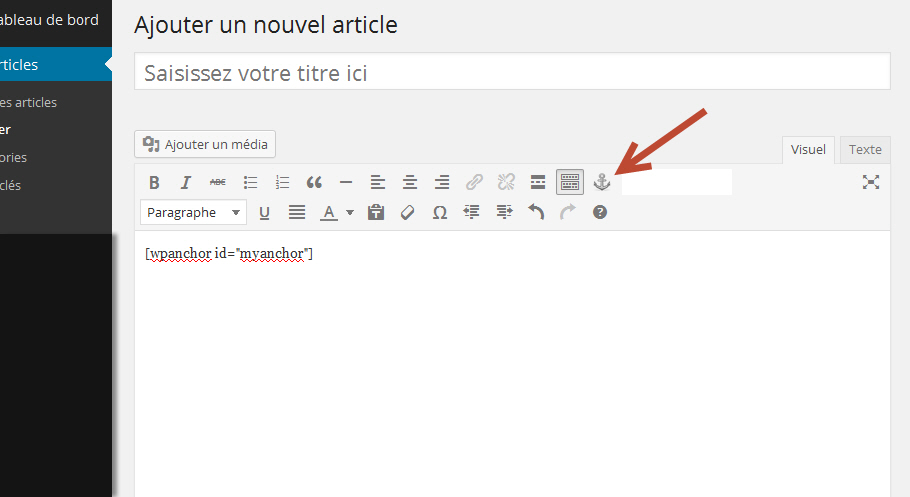 ableau de bord
Ajouter un nouvel article
rticles
Saisissez votre titre ici
es articles
er
ories
clés
Ajouter un média
Visuel
Texte
B I ABC
Paragraphe U A Ω ?
[wpanchor id="myanchor"]